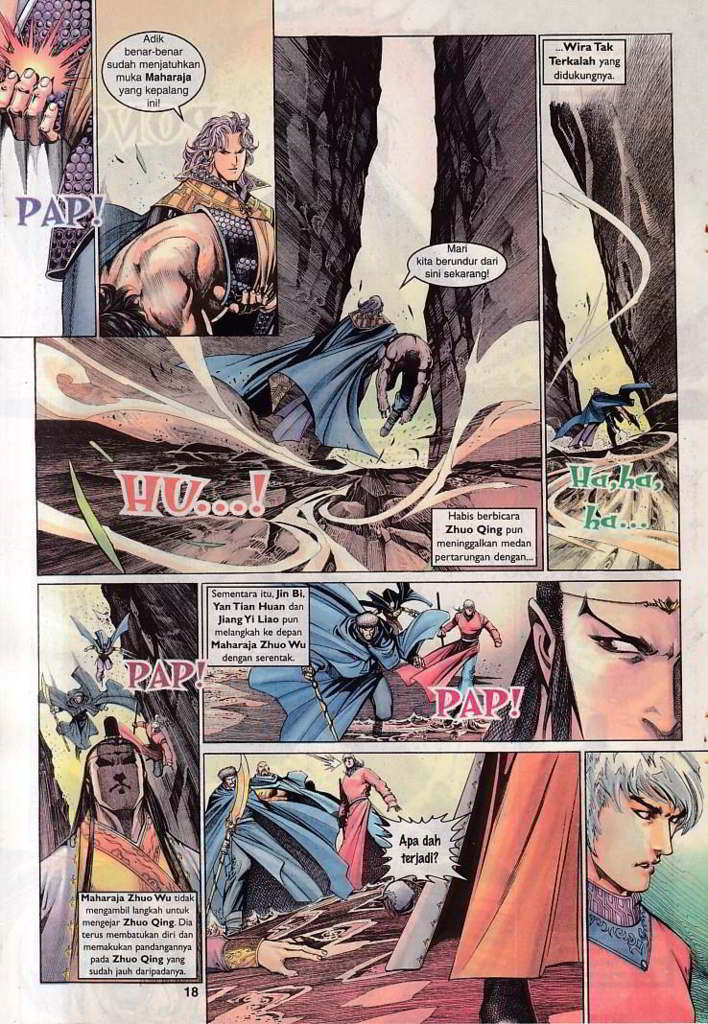 PAP!
Adik
benar-benar
sudah menjatuhkan
muka Maharaja
yang kepalang
ini!
Mari
kita berundur dari
sini sekarang!
HU...!
Habis berbicara
Zhuo Qing pun
meninggalkan medan
pertarungan dengan...
...Wira Tak
Terkalah yang
didukungnya.
Ha, ha,
ha...
PAP!
Maharaja Zhuo Wu tidak
mengambil langkah untuk
mengejar Zhuo Qing. Dia
terus membatukan diri dan
memakukan pandangannya
pada Zhuo Qing yang
sudah jauh daripadanya.
Sementara itu, Jin Bi,
Yan Tian Huan dan
Jiang Yi Liao pun
melangkah ke depan
Maharaja Zhuo Wu
dengan serentak.
PAP!
Apa dah
terjadi?
18